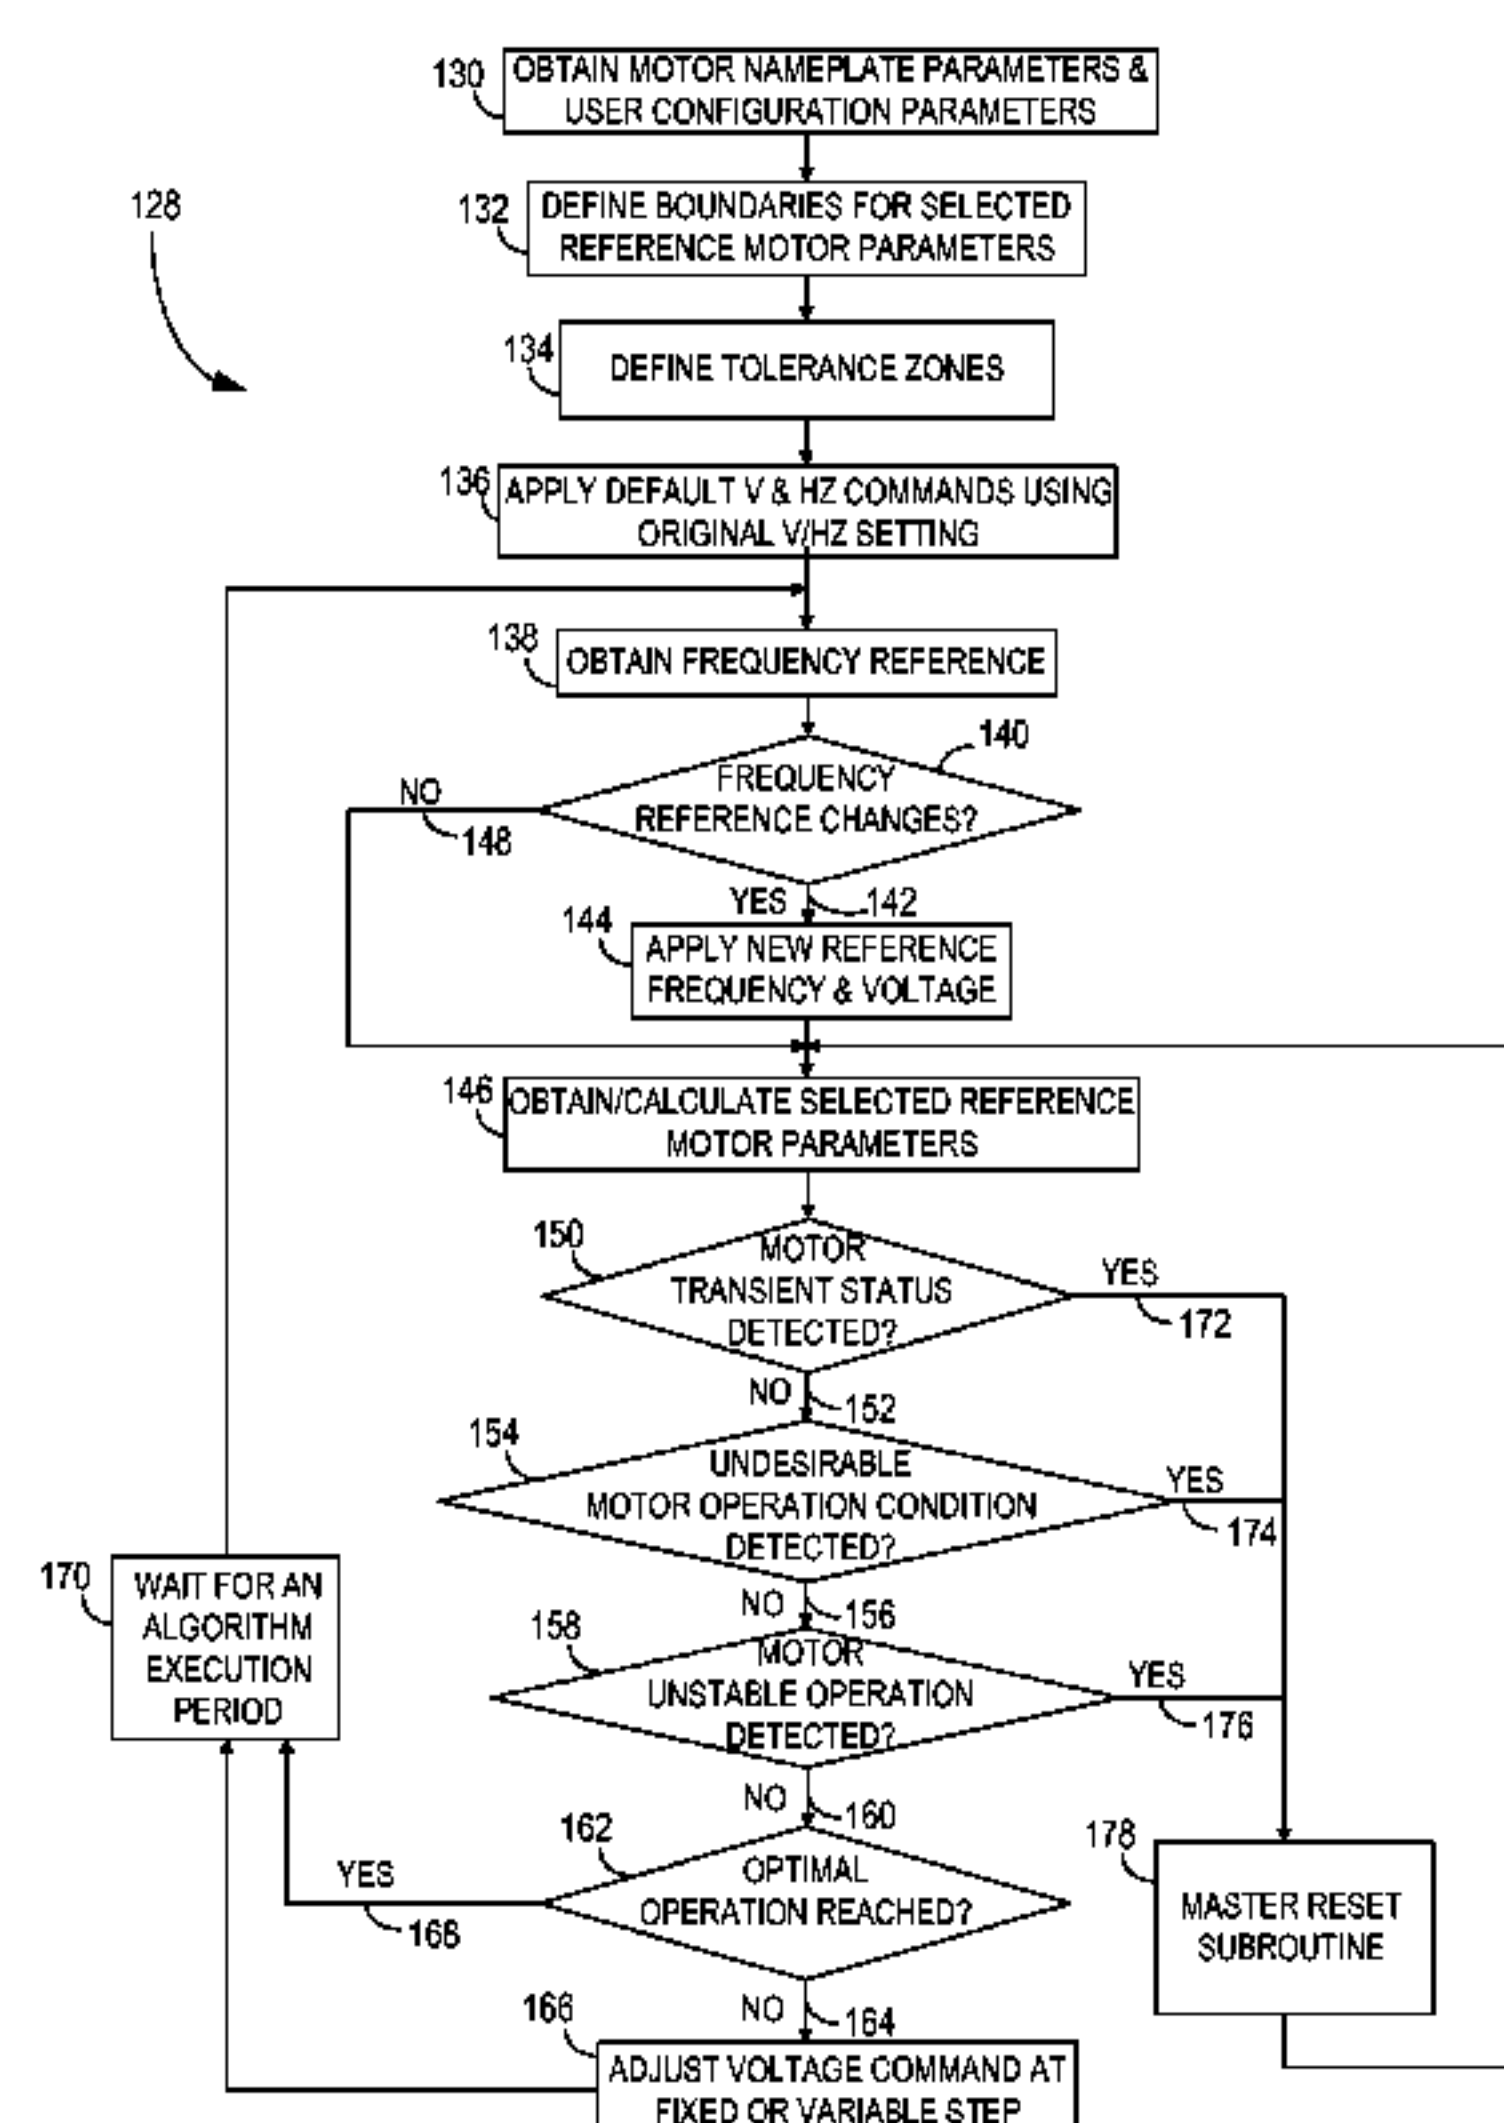 130
OBTAIN MOTOR NAMEPLATE PARAMETERS &
USER CONFIGURATION PARAMETERS
128
132
DEFINE BOUNDARIES FOR SELECTED
REFERENCE MOTOR PARAMETERS
134
DEFINE TOLERANCE ZONES
136
APPLY DEFAULT V & HZ COMMANDS USING
ORIGINAL V/HZ SETTING
138
OBTAIN FREQUENCY REFERENCE
140
FREQUENCY
REFERENCE CHANGES?
NO
148
YES
142
144
APPLY NEW REFERENCE
FREQUENCY & VOLTAGE
146
OBTAIN/CALCULATE SELECTED REFERENCE
MOTOR PARAMETERS
150
MOTOR
TRANSIENT STATUS
DETECTED?
YES
172
NO
152
154
UNDESIRABLE
MOTOR OPERATION CONDITION
DETECTED?
YES
174
NO
156
158
MOTOR
UNSTABLE OPERATION
DETECTED?
YES
176
170
WAIT FOR AN
ALGORITHM
EXECUTION
PERIOD
NO
160
162
OPTIMAL
OPERATION REACHED?
YES
168
178
MASTER RESET
SUBROUTINE
NO
164
166
ADJUST VOLTAGE COMMAND AT
FIXED OR VARIABLE STEP